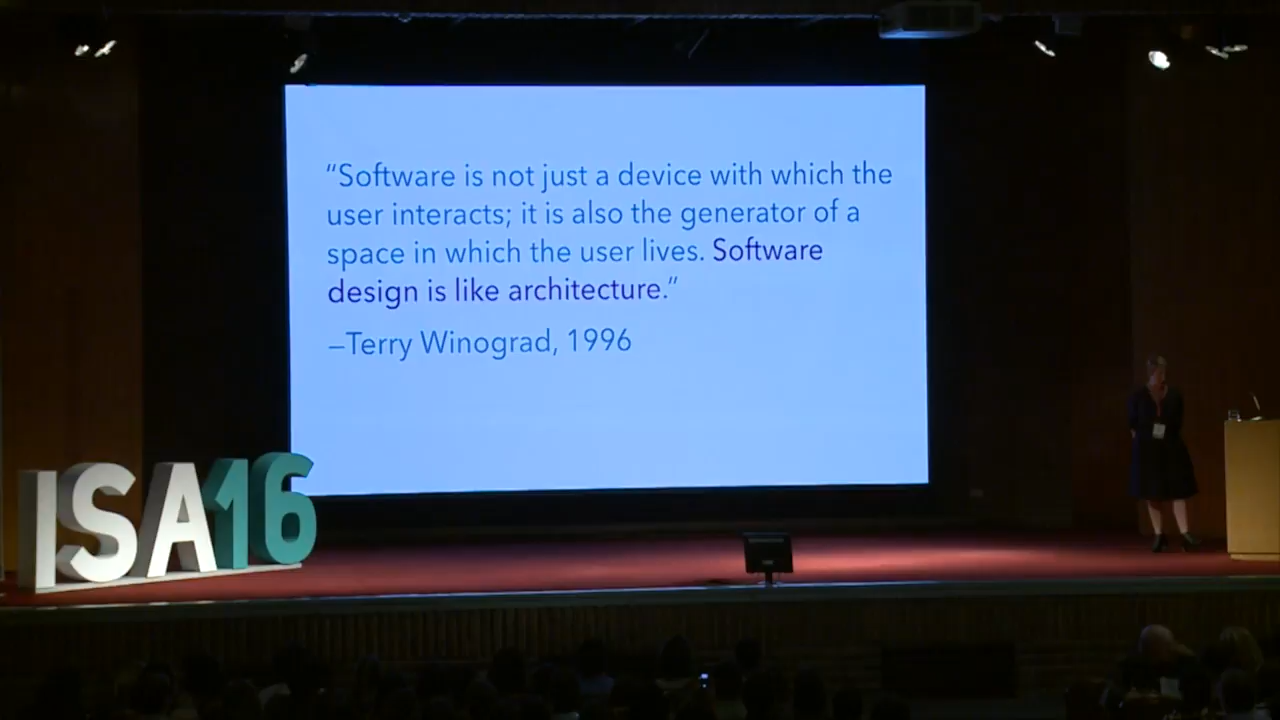 “Software is not just a device with which the
user interacts; it is also the generator of a
space in which the user lives. Software
design is like architecture.”
–Terry Winograd, 1996
ISA16